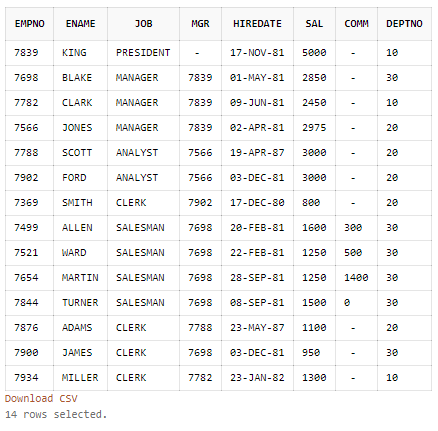 EMPNO ENAME JOB MGR HIREDATE SAL COMM DEPTNO
7839 KING PRESIDENT - 17-NOV-81 5000 - 10
7698 BLAKE MANAGER 7839 01-MAY-81 2850 - 30
7782 CLARK MANAGER 7839 09-JUN-81 2450 - 10
7566 JONES MANAGER 7839 02-APR-81 2975 - 20
7788 SCOTT ANALYST 7566 19-APR-87 3000 - 20
7902 FORD ANALYST 7566 03-DEC-81 3000 - 20
7369 SMITH CLERK 7902 17-DEC-80 800 - 20
7499 ALLEN SALESMAN 7698 20-FEB-81 1600 300 30
7521 WARD SALESMAN 7698 22-FEB-81 1250 500 30
7654 MARTIN SALESMAN 7698 28-SEP-81 1250 1400 30
7844 TURNER SALESMAN 7698 08-SEP-81 1500 0 30
7876 ADAMS CLERK 7788 23-MAY-87 1100 - 20
7900 JAMES CLERK 7698 03-DEC-81 950 - 30
7934 MILLER CLERK 7782 23-JAN-82 1300 - 10
Download CSV
14 rows selected.